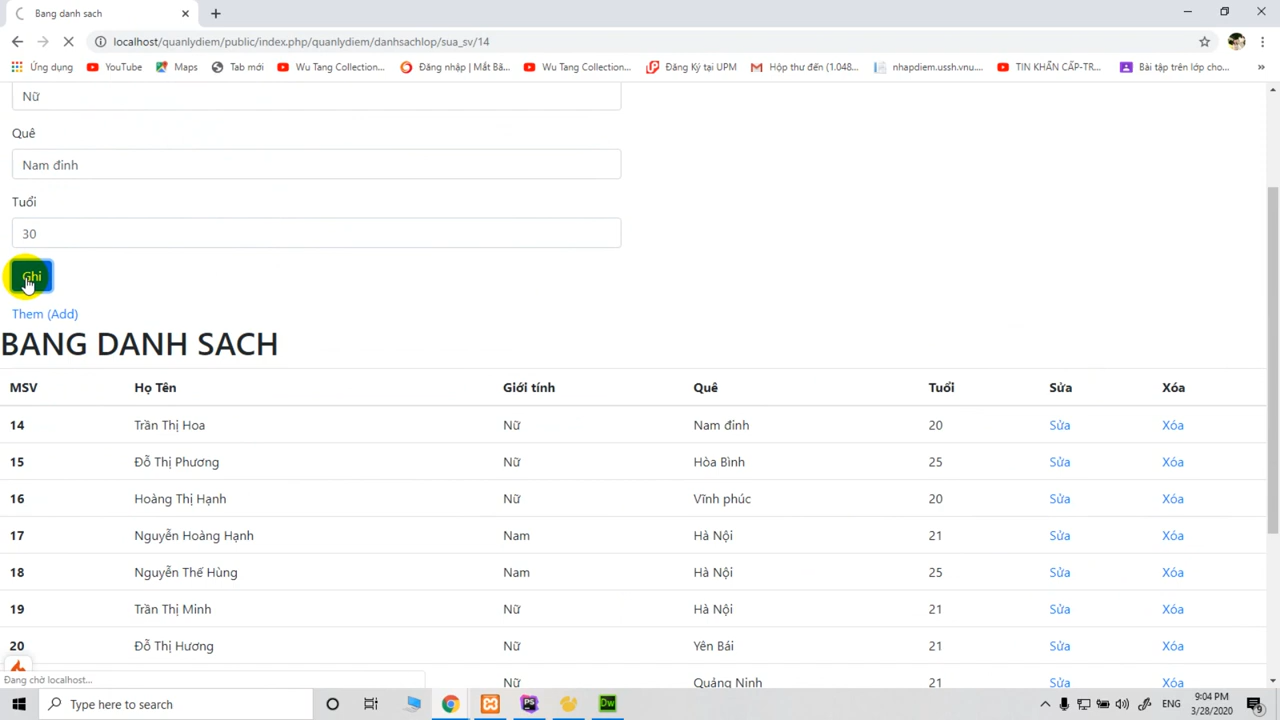 Bang danh sach
localhost/quanlydiem/public/index.php/quanlydiem/danhsachlop/sua_sv/14
Ứng dụng YouTube Maps Tab mới Wu Tang Collection... Đăng nhập | Mắt Bã... Wu Tang Collection... Đăng Ký tại UPM Hộp thư đến (1.048... nhapdiem.ussh.vnu.... TIN KHẨN CẤP-TR... Bài tập trên lớp cho... »
Nữ
Quê
Nam đinh
Tuổi
30
Ghi
Them (Add)
BANG DANH SACH
MSV Họ Tên Giới tính Quê Tuổi Sửa Xóa
14 Trần Thị Hoa Nữ Nam đinh 20 Sửa Xóa
15 Đỗ Thị Phương Nữ Hòa Bình 25 Sửa Xóa
16 Hoàng Thị Hạnh Nữ Vĩnh phúc 20 Sửa Xóa
17 Nguyễn Hoàng Hạnh Nam Hà Nội 21 Sửa Xóa
18 Nguyễn Thế Hùng Nam Hà Nội 25 Sửa Xóa
19 Trần Thị Minh Nữ Hà Nội 21 Sửa Xóa
20 Đỗ Thị Hương Nữ Yên Bái 21 Sửa Xóa
Nữ Quảng Ninh 21 Sửa Xóa
Đang chờ localhost...
Type here to search
PS
Dw
ENG
9:04 PM
3/28/2020
9